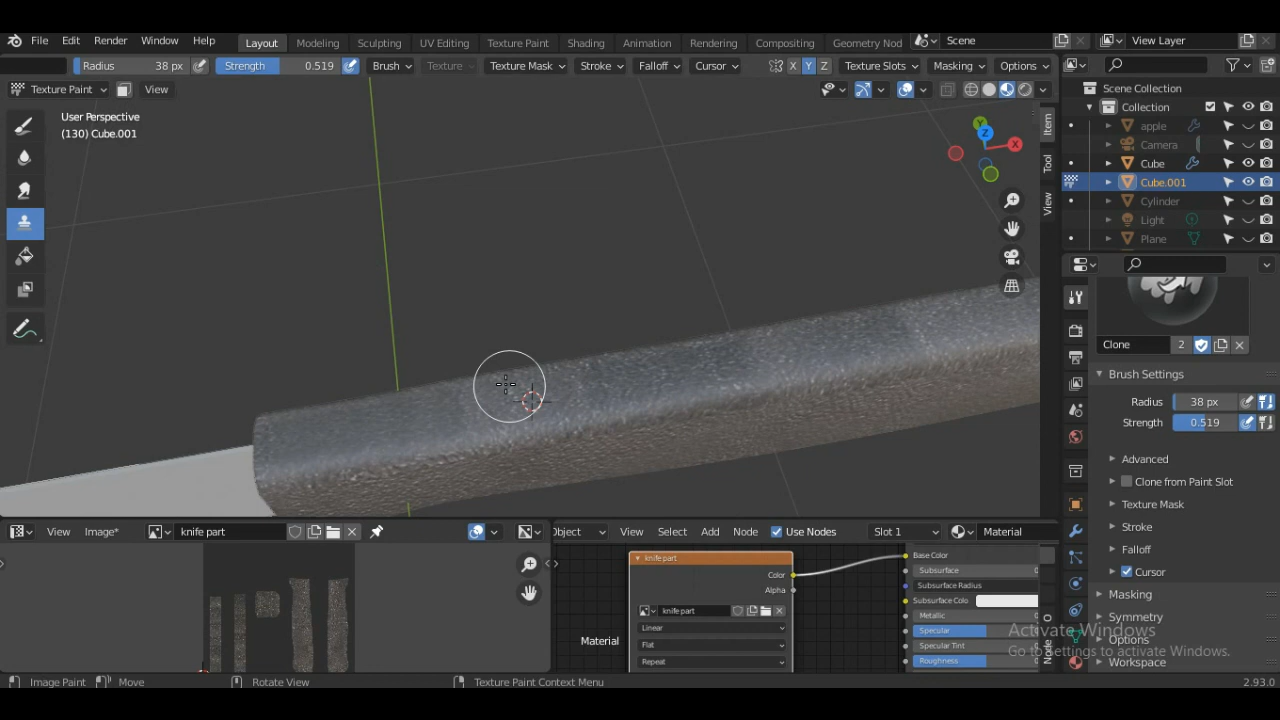 File Edit Render Window Help Layout Modeling Sculpting UV Editing Texture Paint Shading Animation Rendering Compositing Geometry Nod Scene View Layer
Radius 38 px Strength 0.519 Brush Texture Texture Mask Stroke Falloff Cursor X Y Z Texture Slots Masking Options
Texture Paint View
User Perspective
(130) Cube.001
Y
Z
X
Item
Tool
View
Scene Collection
Collection
apple
Camera
Cube
Cube.001
Cylinder
Light
Plane
Clone 2
Brush Settings
Radius 38 px
Strength 0.519
Advanced
Clone from Paint Slot
Texture Mask
Stroke
Falloff
Cursor
Masking
Symmetry
Options
Workspace
View Image* knife part
Object View Select Add Node Use Nodes Slot 1 Material
knife part
Color
Alpha
knife part
Linear
Flat
Repeat
Material
Base Color
Subsurface
Subsurface Radius
Subsurface Colo
Metallic
Specular
Specular Tint
Roughness
Activate Windows
Go to Settings to activate Windows.
Image Paint Move Rotate View Texture Paint Context Menu 2.93.0